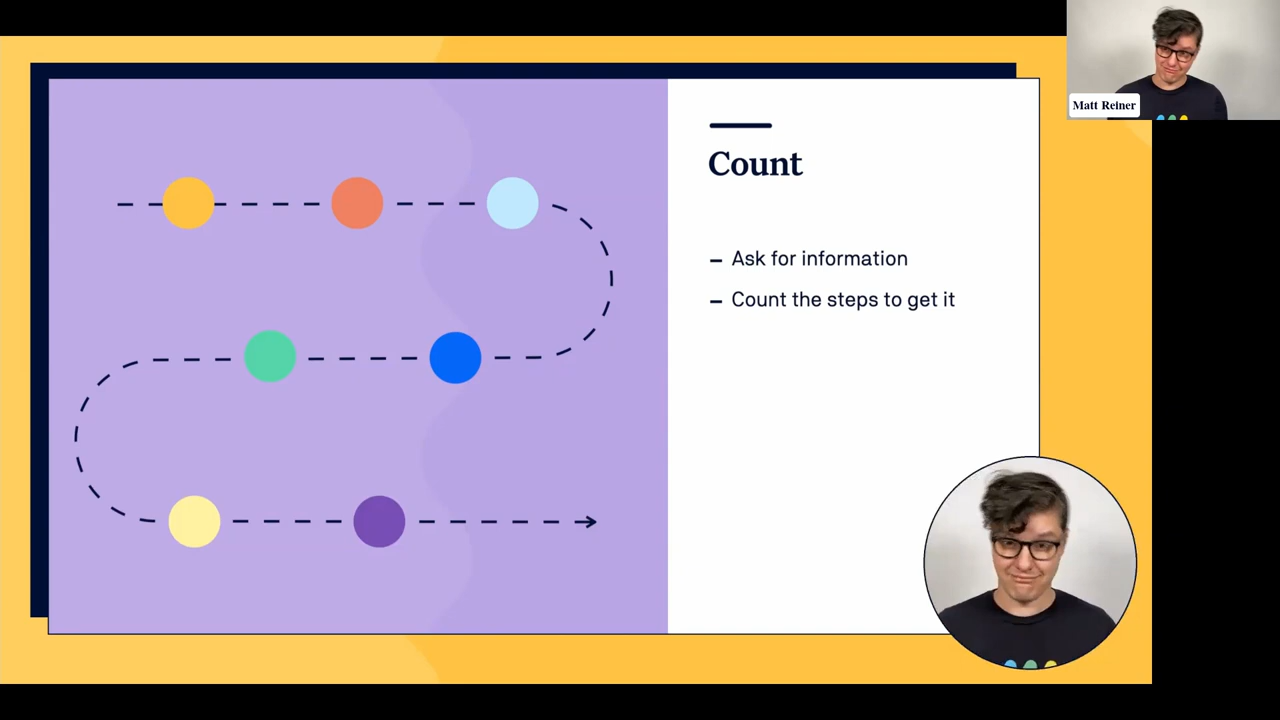 Matt Reiner
Count
– Ask for information
– Count the steps to get it